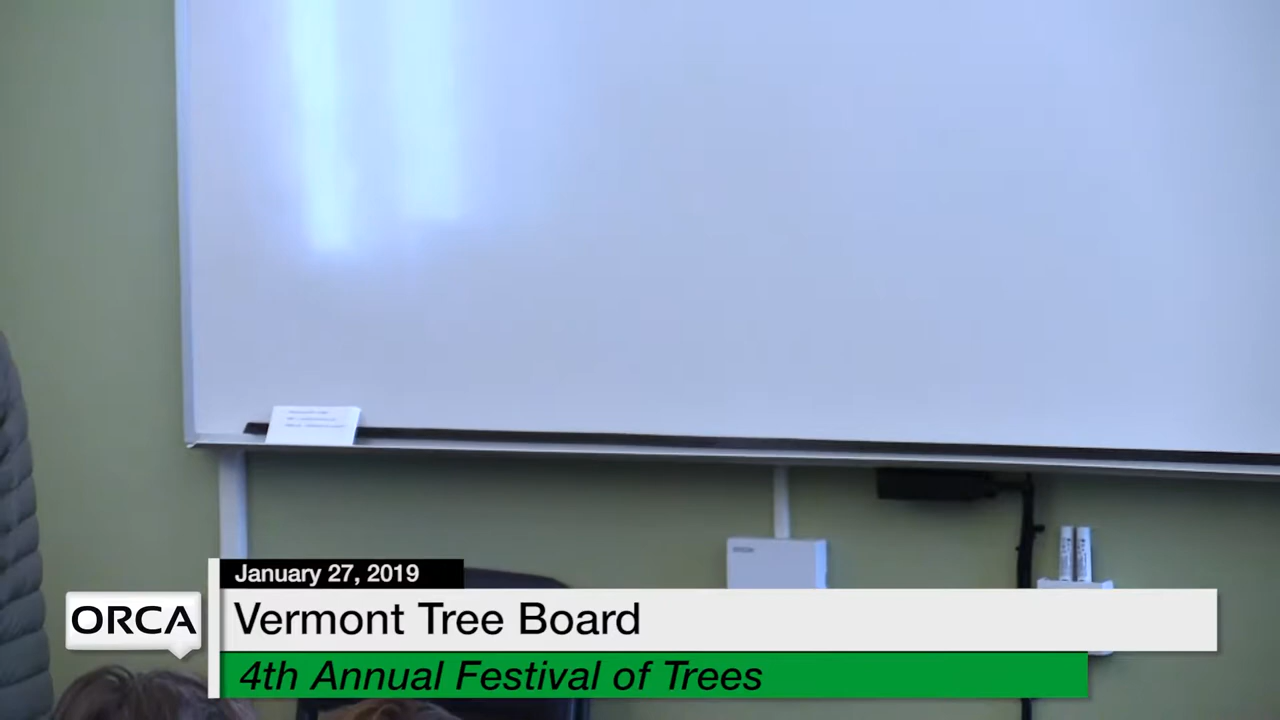 January 27, 2019
ORCA
Vermont Tree Board
4th Annual Festival of Trees